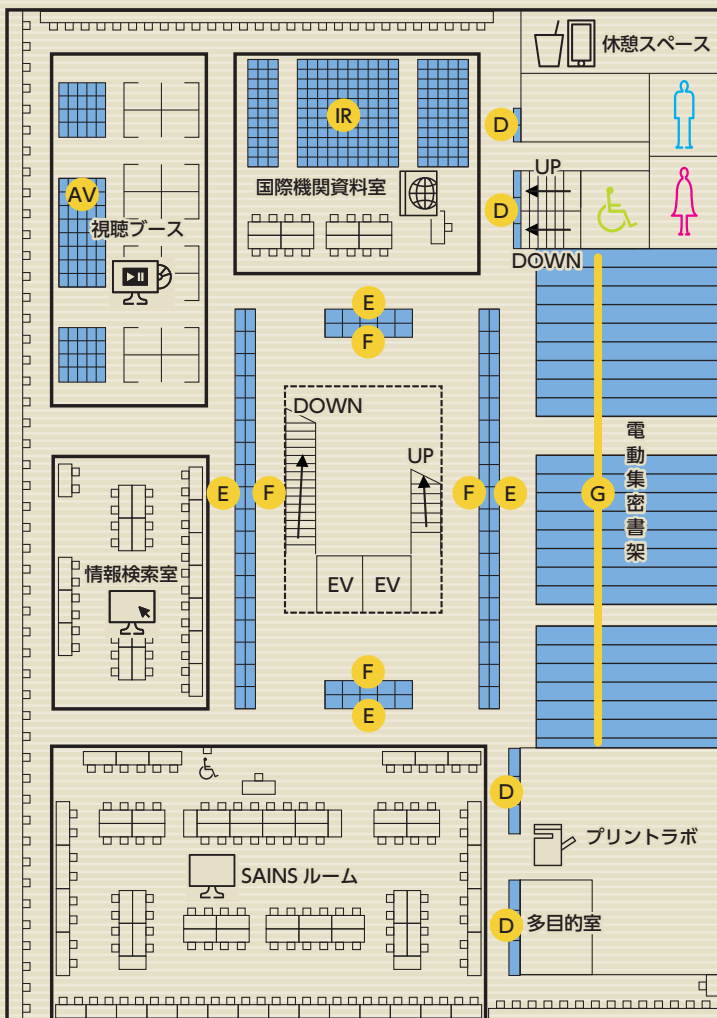 休憩スペース
IR
D
AV
国際機関資料室
UP
D
視聴ブース
DOWN
E
F
DOWN
電動集密書架
UP
E
F
F
E
G
情報検索室
EV
EV
F
E
D
プリントラボ
SAINS ルーム
D
多目的室